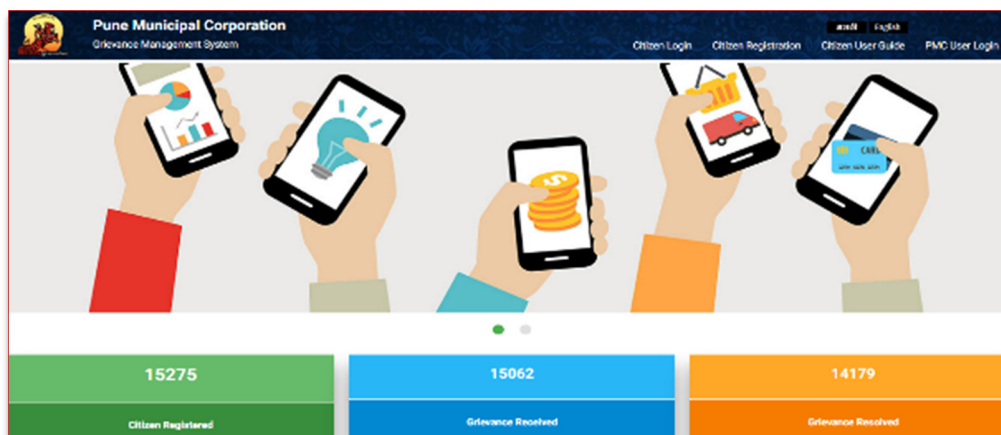 Pune Municipal Corporation
Grievance Management System
मराठी English
Citizen Login Citizen Registration Citizen User Guide PMC User Login
CARD
15275
Citizen Registered
15062
Grievance Received
14179
Grievance Resolved